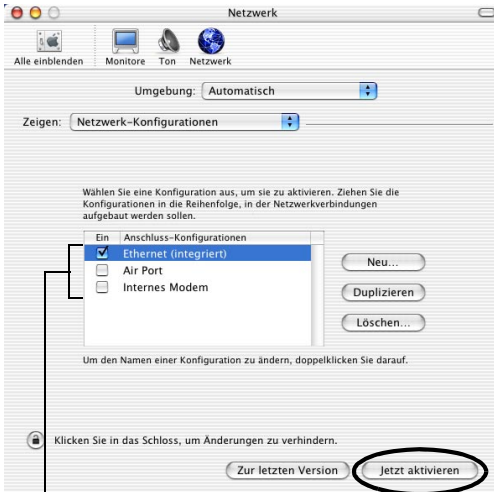 Netzwerk
Alle einblenden Monitore Ton Netzwerk
Umgebung: Automatisch
Zeigen: Netzwerk-Konfigurationen
Wählen Sie eine Konfiguration aus, um sie zu aktivieren. Ziehen Sie die
Konfigurationen in die Reihenfolge, in der Netzwerkverbindungen
aufgebaut werden sollen.
Ein Anschluss-Konfigurationen
Ethernet (integriert)
Air Port
Internes Modem
Neu...
Duplizieren
Löschen...
Um den Namen einer Konfiguration zu ändern, doppelklicken Sie darauf.
Klicken Sie in das Schloss, um Änderungen zu verhindern.
Zur letzten Version Jetzt aktivieren